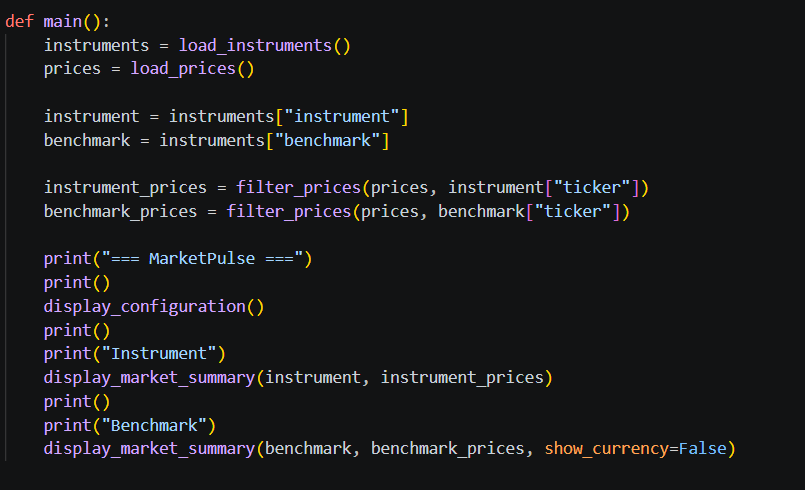 def main():
    instruments = load_instruments()
    prices = load_prices()

    instrument = instruments["instrument"]
    benchmark = instruments["benchmark"]

    instrument_prices = filter_prices(prices, instrument["ticker"])
    benchmark_prices = filter_prices(prices, benchmark["ticker"])

    print("=== MarketPulse ===")
    print()
    display_configuration()
    print()
    print("Instrument")
    display_market_summary(instrument, instrument_prices)
    print()
    print("Benchmark")
    display_market_summary(benchmark, benchmark_prices, show_currency=False)